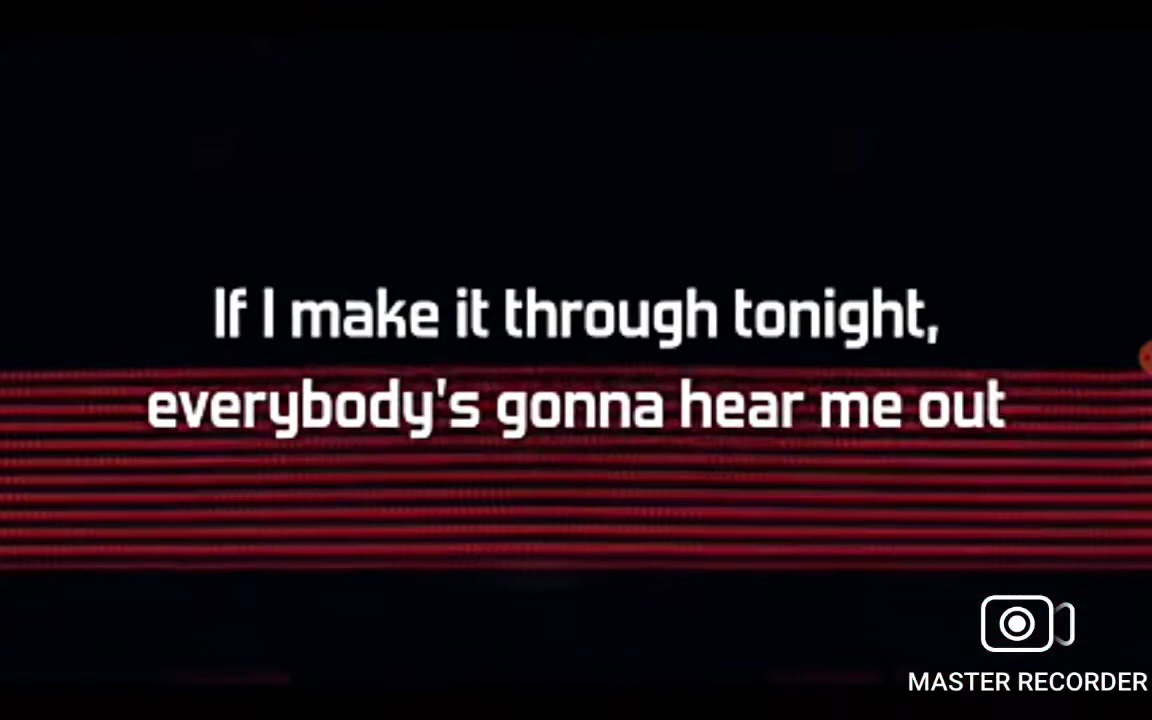 If I make it through tonight,
everybody's gonna hear me out
MASTER RECORDER